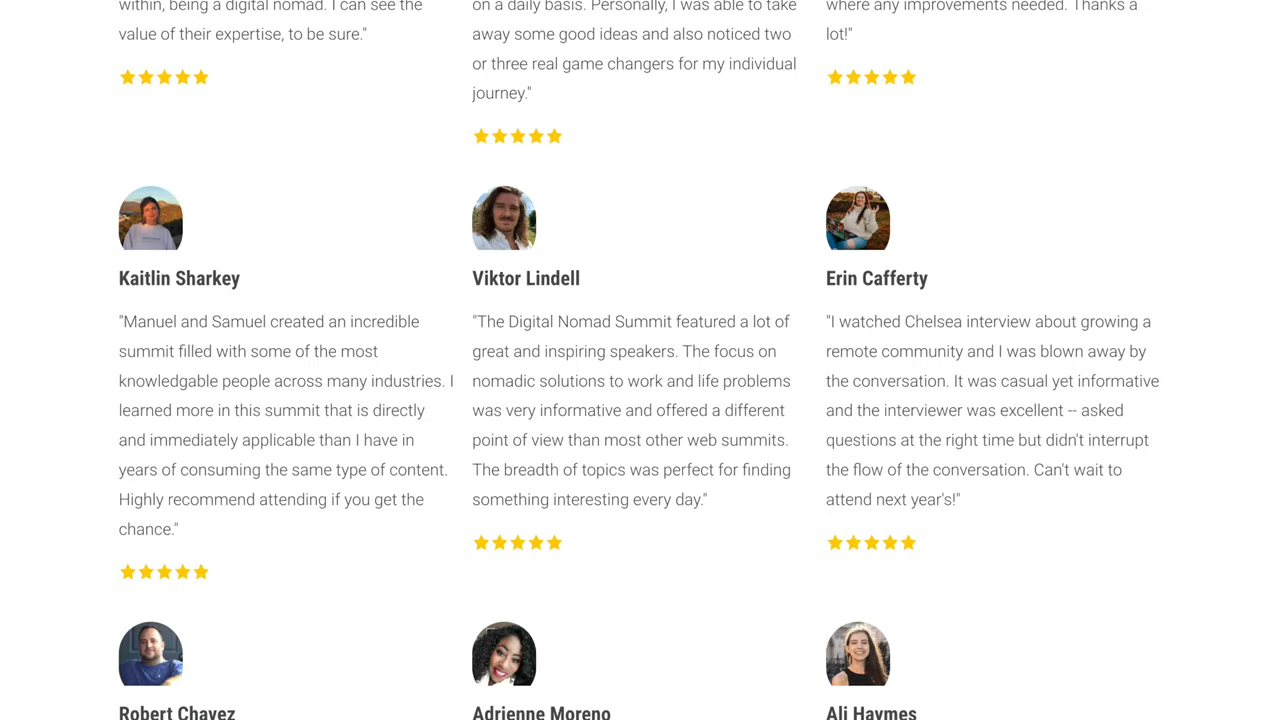 within, being a digital nomad. I can see the
value of their expertise, to be sure."
on a daily basis. Personally, I was able to take
away some good ideas and also noticed two
or three real game changers for my individual
journey."
where any improvements needed. Thanks a
lot!"
Kaitlin Sharkey
"Manuel and Samuel created an incredible
summit filled with some of the most
knowledgable people across many industries. I
learned more in this summit that is directly
and immediately applicable than I have in
years of consuming the same type of content.
Highly recommend attending if you get the
chance."
Viktor Lindell
"The Digital Nomad Summit featured a lot of
great and inspiring speakers. The focus on
nomadic solutions to work and life problems
was very informative and offered a different
point of view than most other web summits.
The breadth of topics was perfect for finding
something interesting every day."
Erin Cafferty
"I watched Chelsea interview about growing a
remote community and I was blown away by
the conversation. It was casual yet informative
and the interviewer was excellent -- asked
questions at the right time but didn't interrupt
the flow of the conversation. Can't wait to
attend next year's!"
Robert Chavez
Adrienne Moreno
Ali Haymes